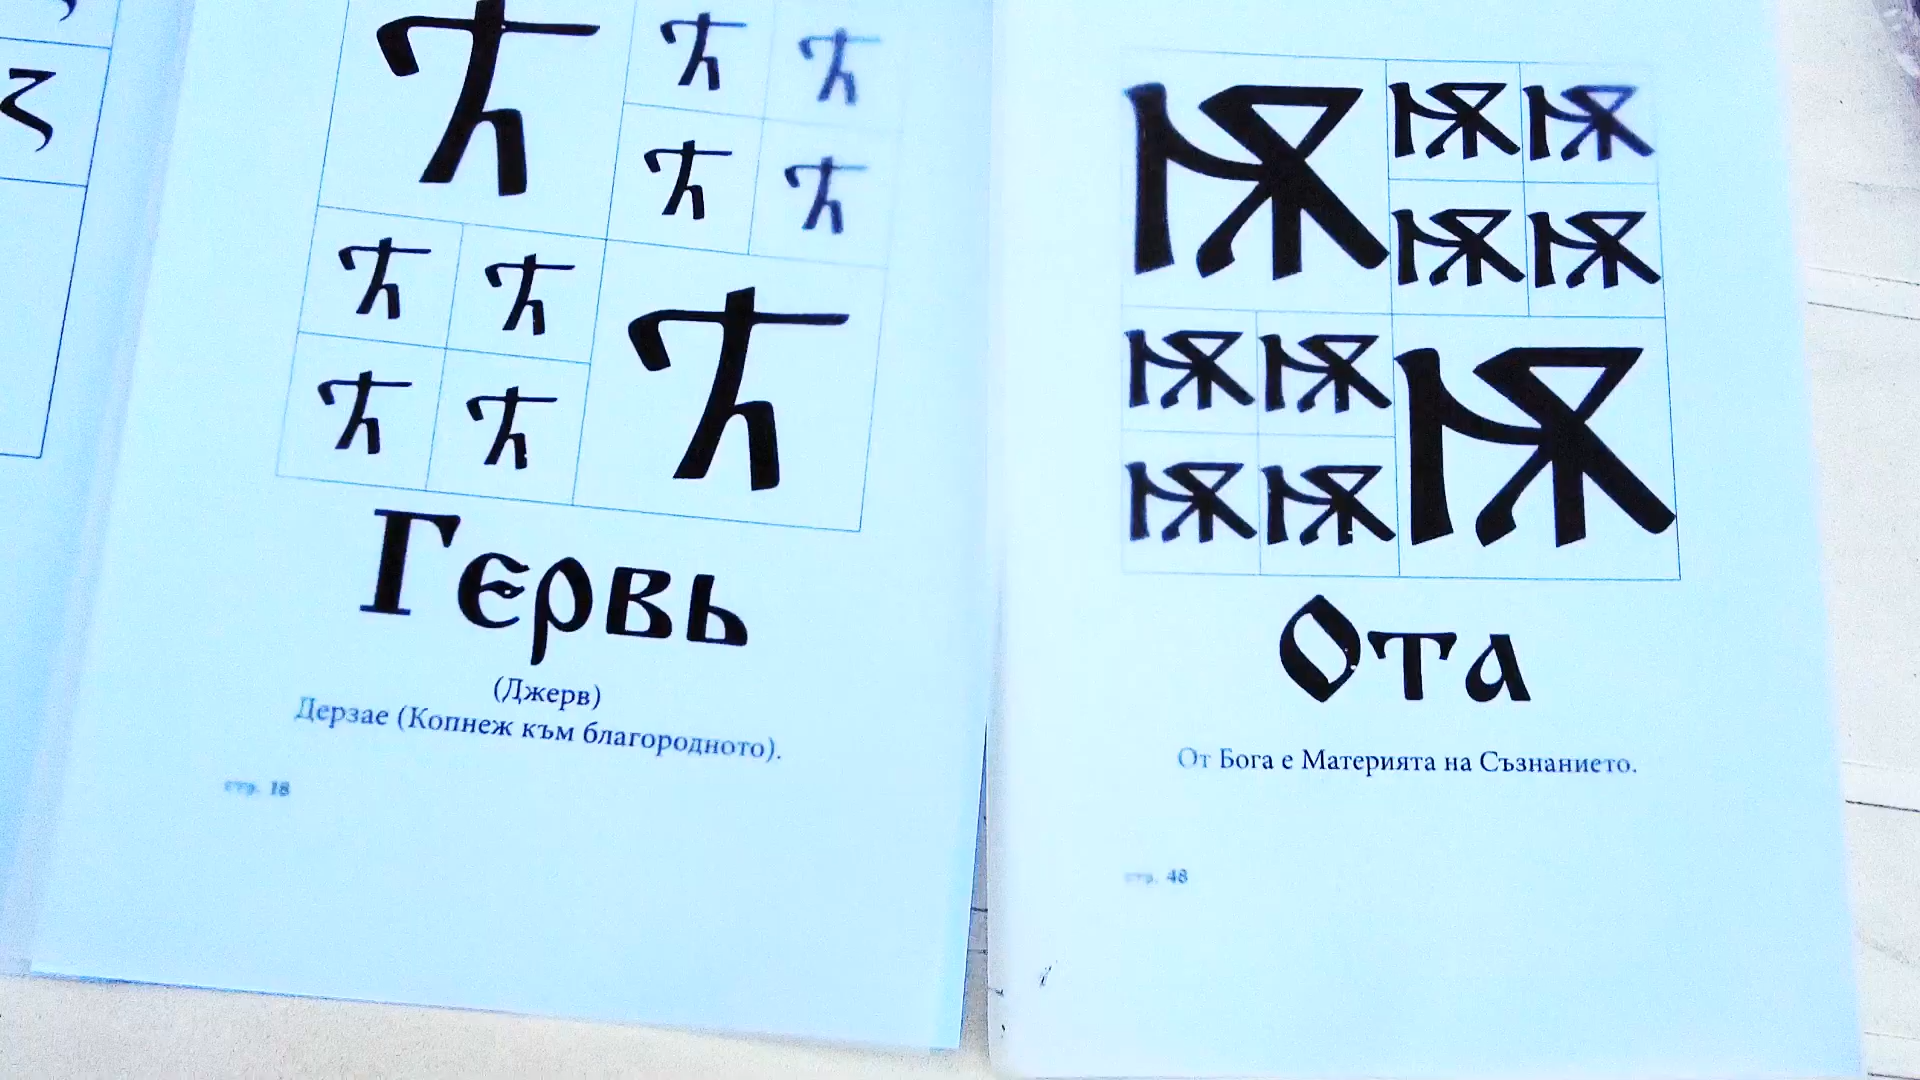 Ꙉ Ꙉ Ꙉ
Ꙉ Ꙉ
Ꙉ Ꙉ Ꙉ
Ꙉ Ꙉ
Гервь
(Джерв)
Дерзае (Копнеж към благородното).
стр. 18
Ѭ Ѭ Ѭ
Ѭ Ѭ
Ѭ Ѭ Ѭ
Ѭ Ѭ
Ота
От Бога е Материята на Съзнанието.
стр. 48